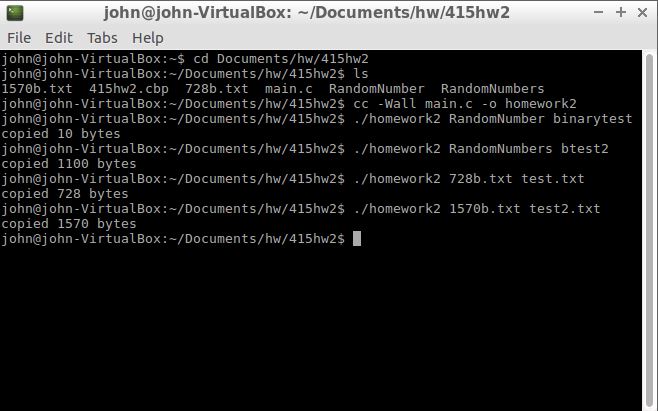 john@john-VirtualBox: ~/Documents/hw/415hw2
File Edit Tabs Help
john@john-VirtualBox:~$ cd Documents/hw/415hw2
john@john-VirtualBox:~/Documents/hw/415hw2$ ls
1570b.txt  415hw2.cbp  728b.txt  main.c  RandomNumber  RandomNumbers
john@john-VirtualBox:~/Documents/hw/415hw2$ cc -Wall main.c -o homework2
john@john-VirtualBox:~/Documents/hw/415hw2$ ./homework2 RandomNumber binarytest
copied 10 bytes
john@john-VirtualBox:~/Documents/hw/415hw2$ ./homework2 RandomNumbers btest2
copied 1100 bytes
john@john-VirtualBox:~/Documents/hw/415hw2$ ./homework2 728b.txt test.txt
copied 728 bytes
john@john-VirtualBox:~/Documents/hw/415hw2$ ./homework2 1570b.txt test2.txt
copied 1570 bytes
john@john-VirtualBox:~/Documents/hw/415hw2$